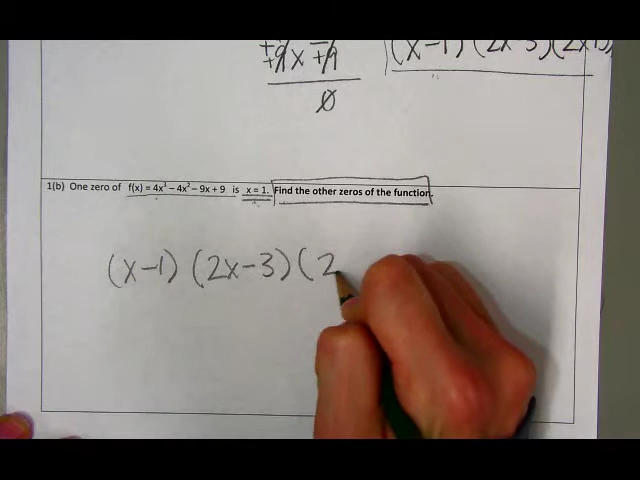 (x-1) (2x-3)(2x+3)
+9x +9
0
1(b) One zero of f(x) = 4x³ – 4x² – 9x + 9 is x = 1. Find the other zeros of the function.
(x-1) (2x-3)(2